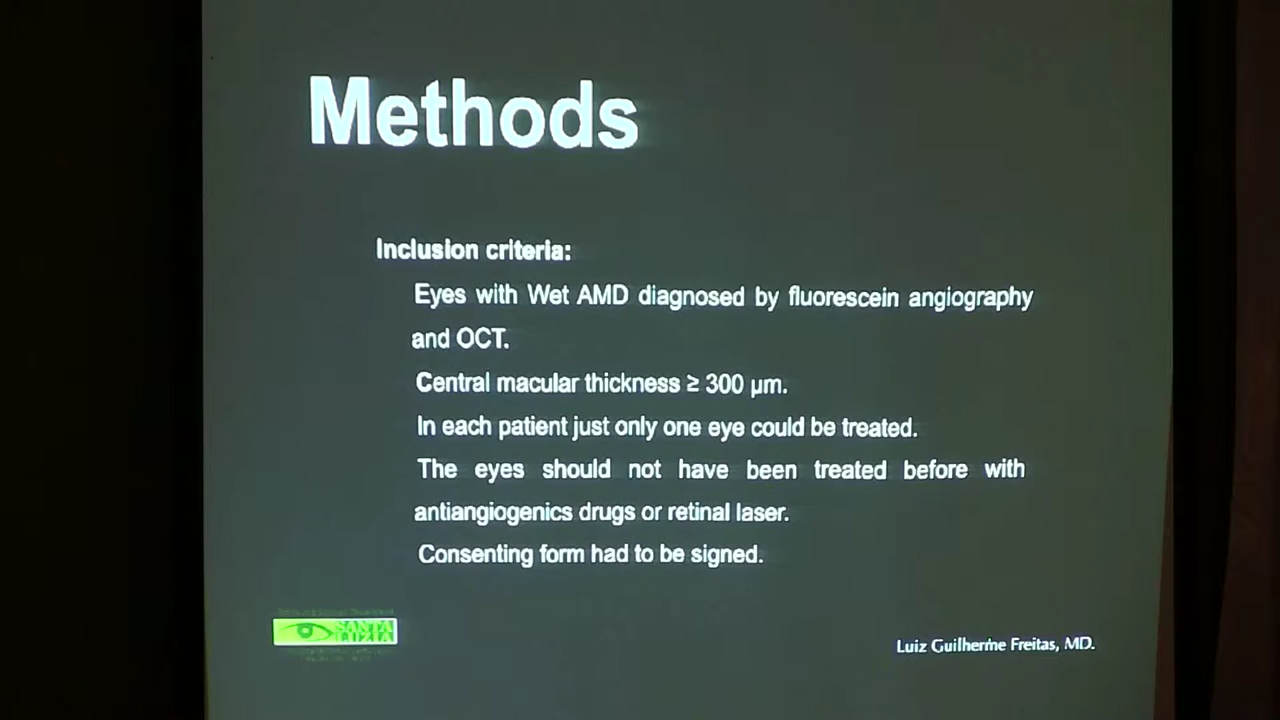 Methods
Inclusion criteria:
Eyes with Wet AMD diagnosed by fluorescein angiography
and OCT.
Central macular thickness ≥ 300 µm.
In each patient just only one eye could be treated.
The eyes should not have been treated before with
antiangiogenics drugs or retinal laser.
Consenting form had to be signed.
SANTA
LUZIA
Luiz Guilherme Freitas, MD.